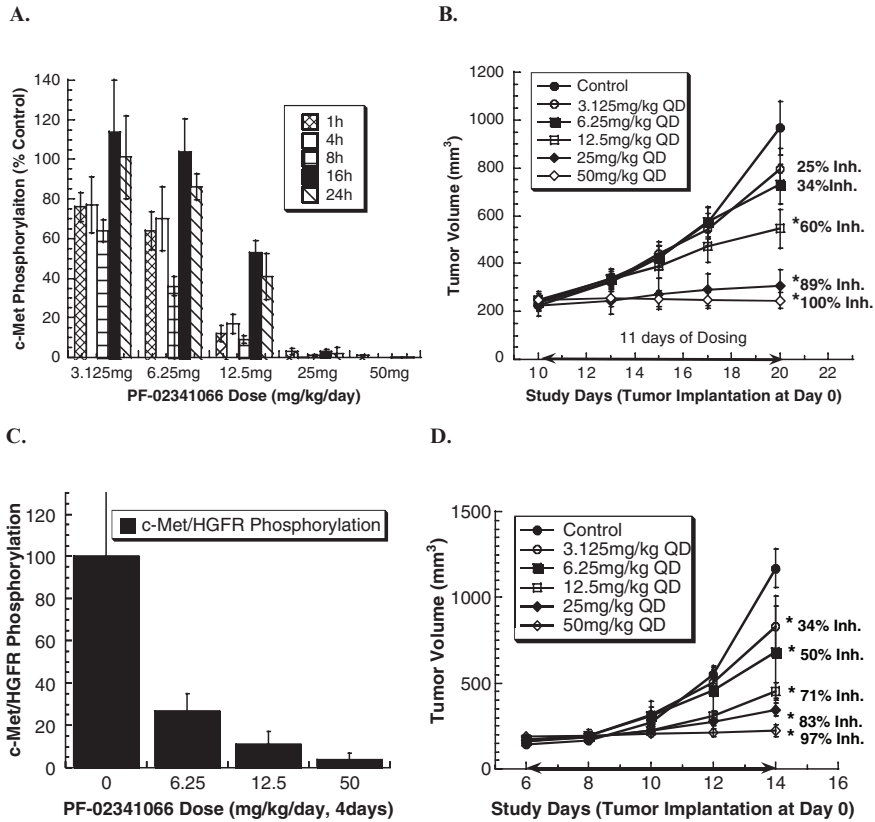 A.
c-Met Phosphorylaiton (% Control)
140
120
100
80
60
40
20
0
1h
4h
8h
16h
24h
3.125mg
6.25mg
12.5mg
25mg
50mg
PF-02341066 Dose (mg/kg/day)
B.
Tumor Volume (mm³)
1200
1000
800
600
400
200
0
Control
3.125mg/kg QD
6.25mg/kg QD
12.5mg/kg QD
25mg/kg QD
50mg/kg QD
25% Inh.
34%Inh.
*60% Inh.
*89% Inh.
*100% Inh.
11 days of Dosing
10 12 14 16 18 20 22
Study Days (Tumor Implantation at Day 0)
C.
c-Met/HGFR Phosphorylation
120
100
80
60
40
20
0
c-Met/HGFR Phosphorylation
0 6.25 12.5 50
PF-02341066 Dose (mg/kg/day, 4days)
D.
Tumor Volume (mm³)
1500
1000
500
0
Control
3.125mg/kg QD
6.25mg/kg QD
12.5mg/kg QD
25mg/kg QD
50mg/kg QD
* 34% Inh.
* 50% Inh.
* 71% Inh.
* 83% Inh.
* 97% Inh.
6 8 10 12 14 16
Study Days (Tumor Implantation at Day 0)